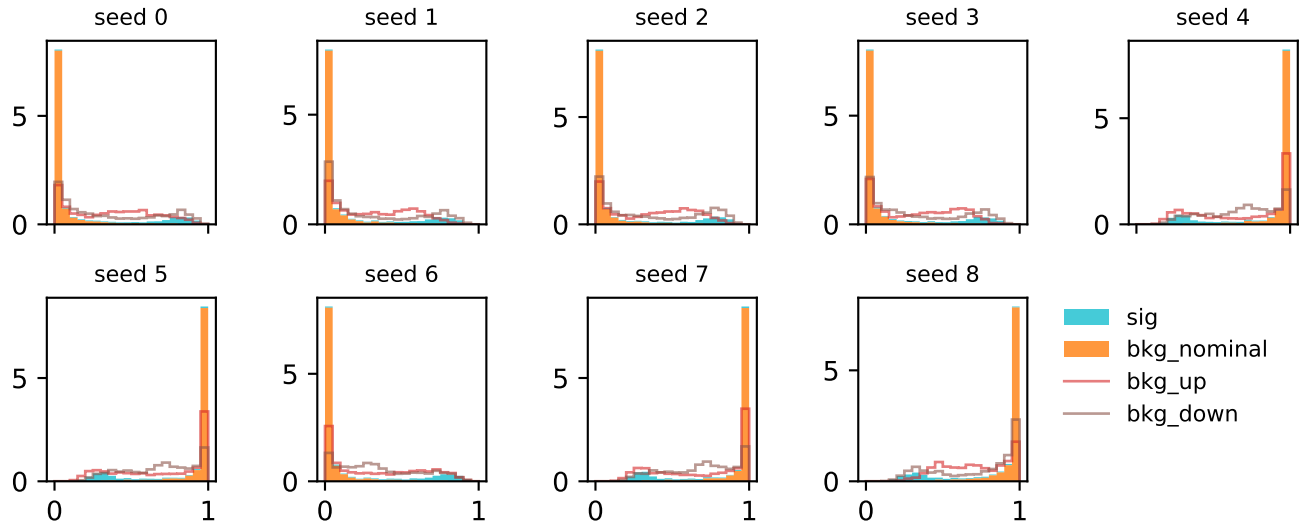 seed 0 seed 1 seed 2 seed 3 seed 4
5 5 5 5 5
0 0 0 0 0
seed 5 seed 6 seed 7 seed 8
sig
bkg_nominal
bkg_up
bkg_down
5 5 5 5
0 0 0 0
0 1 0 1 0 1 0 1